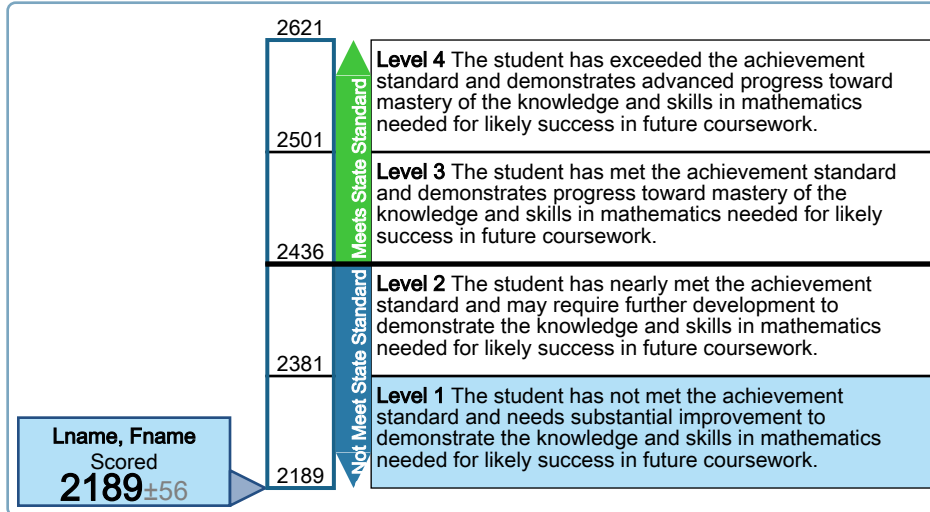 2621
Level 4 The student has exceeded the achievement
standard and demonstrates advanced progress toward
mastery of the knowledge and skills in mathematics
needed for likely success in future coursework.
2501
Level 3 The student has met the achievement standard
and demonstrates progress toward mastery of the
knowledge and skills in mathematics needed for likely
success in future coursework.
2436
Meets State Standard
Level 2 The student has nearly met the achievement
standard and may require further development to
demonstrate the knowledge and skills in mathematics
needed for likely success in future coursework.
2381
Not Meet State Standard
Level 1 The student has not met the achievement
standard and needs substantial improvement to
demonstrate the knowledge and skills in mathematics
needed for likely success in future coursework.
2189
Lname, Fname
Scored
2189±56